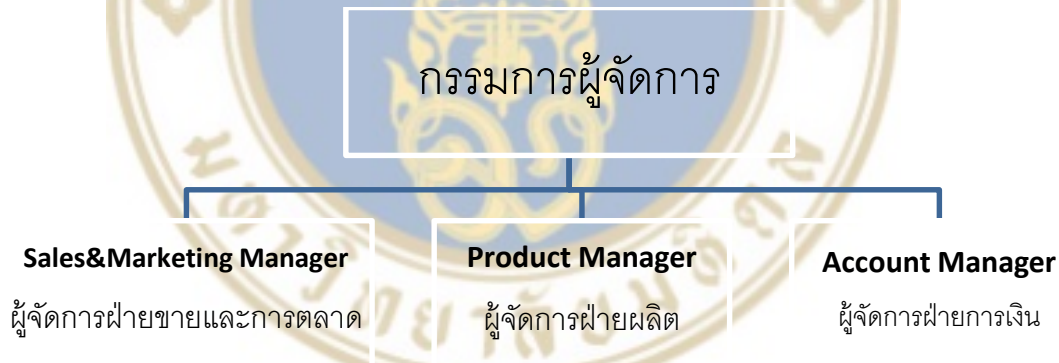 กรรมการผู้จัดการ
Sales&Marketing Manager
ผู้จัดการฝ่ายขายและการตลาด
Product Manager
ผู้จัดการฝ่ายผลิต
Account Manager
ผู้จัดการฝ่ายการเงิน